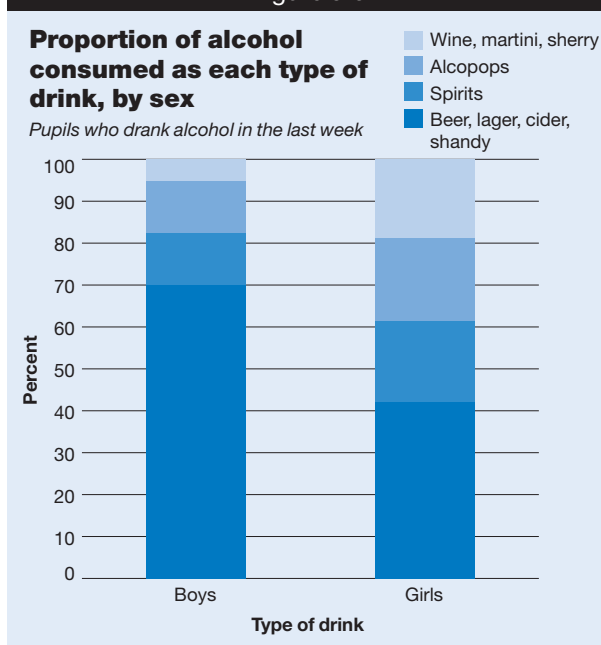 Proportion of alcohol
consumed as each type of
drink, by sex
Pupils who drank alcohol in the last week
Wine, martini, sherry
Alcopops
Spirits
Beer, lager, cider,
shandy
100
90
80
70
60
50
40
30
20
10
0
Percent
Boys
Girls
Type of drink